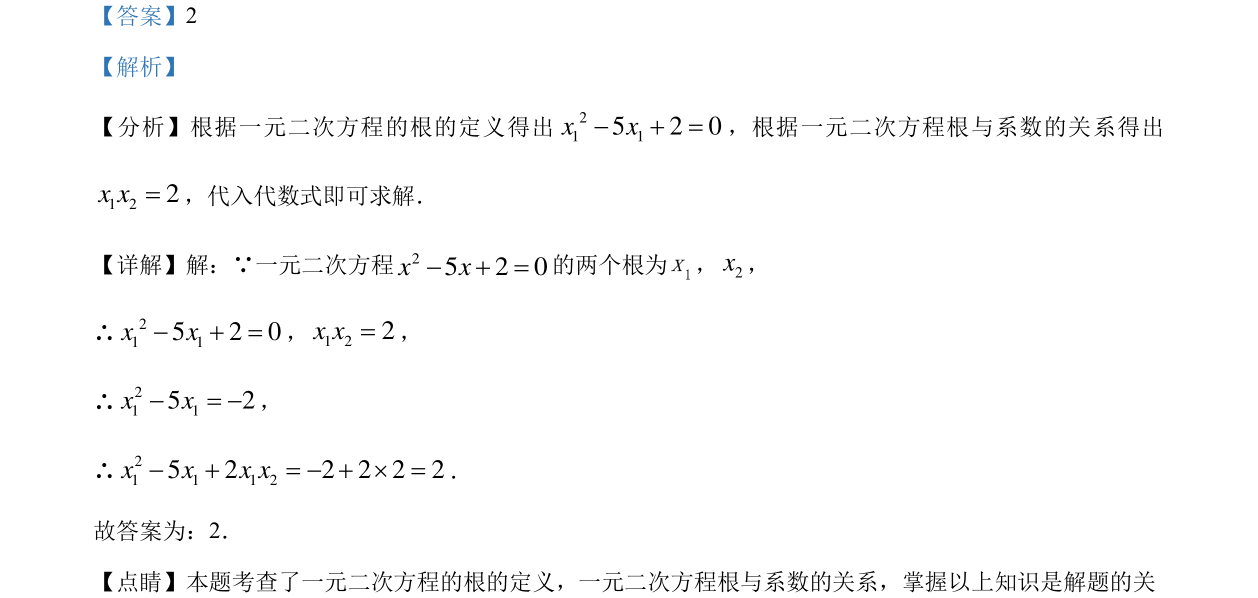 【答案】2
【解析】
【分析】根据一元二次方程的根的定义得出 x₁² − 5x₁ + 2 = 0，根据一元二次方程根与系数的关系得出
x₁x₂ = 2，代入代数式即可求解．
【详解】解：∵一元二次方程 x² − 5x + 2 = 0 的两个根为 x₁，x₂，
∴ x₁² − 5x₁ + 2 = 0，x₁x₂ = 2，
∴ x₁² − 5x₁ = −2，
∴ x₁² − 5x₁ + 2x₁x₂ = −2 + 2 × 2 = 2．
故答案为：2．
【点睛】本题考查了一元二次方程的根的定义，一元二次方程根与系数的关系，掌握以上知识是解题的关